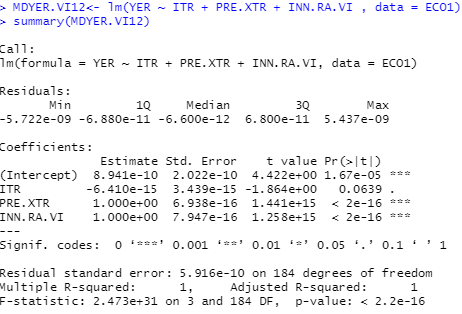 > MDYER.VI12<- lm(YER ~ ITR + PRE.XTR + INN.RA.VI , data = ECO1)
> summary(MDYER.VI12)
Call:
lm(formula = YER ~ ITR + PRE.XTR + INN.RA.VI, data = ECO1)
Residuals:
Min 1Q Median 3Q Max
-5.722e-09 -6.880e-11 -6.600e-12 6.800e-11 5.437e-09
Coefficients:
Estimate Std. Error t value Pr(>|t|)
(Intercept) 8.941e-10 2.022e-10 4.422e+00 1.67e-05 ***
ITR -6.410e-15 3.439e-15 -1.864e+00 0.0639 .
PRE.XTR 1.000e+00 6.938e-16 1.441e+15 < 2e-16 ***
INN.RA.VI 1.000e+00 7.947e-16 1.258e+15 < 2e-16 ***
---
Signif. codes: 0 ‘***’ 0.001 ‘**’ 0.01 ‘*’ 0.05 ‘.’ 0.1 ‘ ’ 1
Residual standard error: 5.916e-10 on 184 degrees of freedom
Multiple R-squared: 1, Adjusted R-squared: 1
F-statistic: 2.473e+31 on 3 and 184 DF, p-value: < 2.2e-16